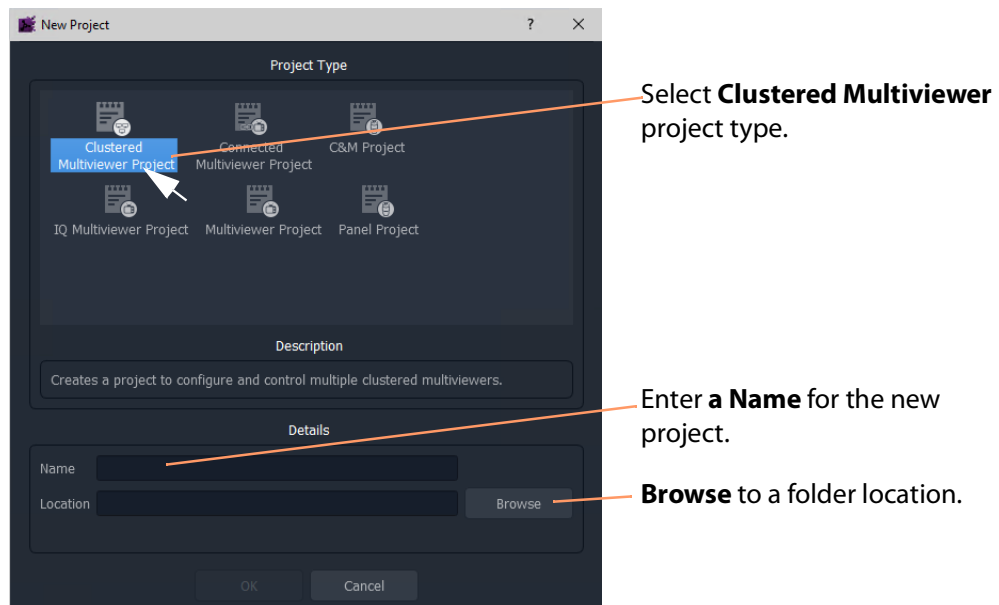 New Project
?
Project Type
Clustered
Multiviewer Project
Connected
Multiviewer Project
C&M Project
IQ Multiviewer Project
Multiviewer Project
Panel Project
Description
Creates a project to configure and control multiple clustered multiviewers.
Details
Name
Location
Browse
OK
Cancel
Select Clustered Multiviewer
project type.
Enter a Name for the new
project.
Browse to a folder location.